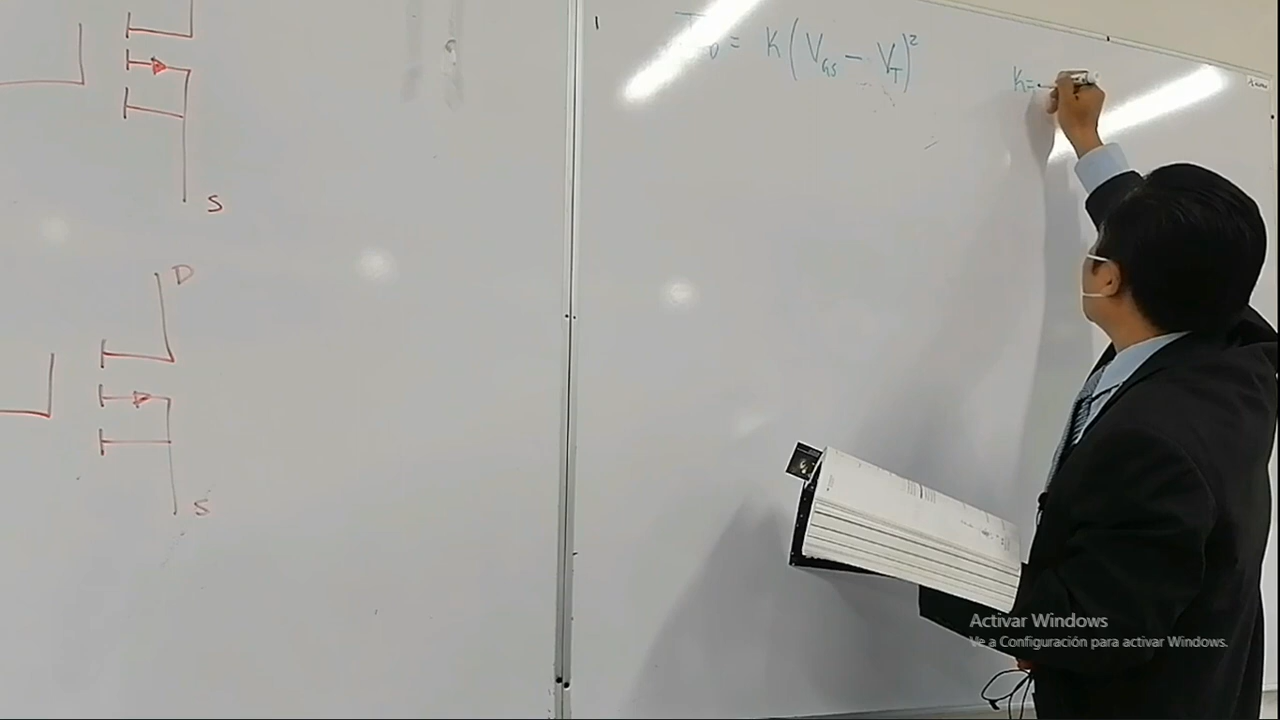 S
D
S
I_D = K(V_GS − V_T)²
K=
Activar Windows
Ve a Configuración para activar Windows.